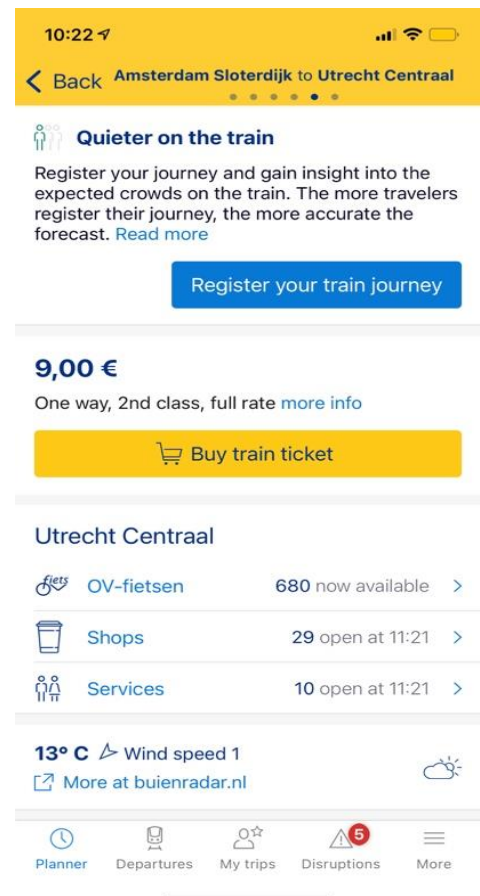 10:22
Back Amsterdam Sloterdijk to Utrecht Centraal
Quieter on the train
Register your journey and gain insight into the
expected crowds on the train. The more travelers
register their journey, the more accurate the
forecast. Read more
Register your train journey
9,00 €
One way, 2nd class, full rate more info
Buy train ticket
Utrecht Centraal
fiets OV-fietsen 680 now available
Shops 29 open at 11:21
Services 10 open at 11:21
13° C Wind speed 1
More at buienradar.nl
5
Planner Departures My trips Disruptions More